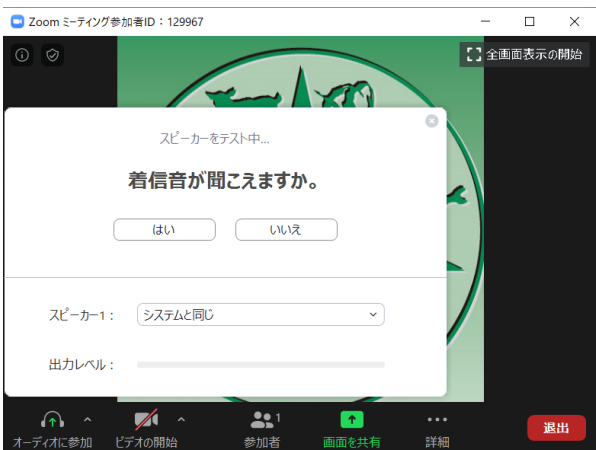 Zoom ミーティング参加者ID：129967
全画面表示の開始
スピーカーをテスト中...
着信音が聞こえますか。
はい
いいえ
スピーカー1：
システムと同じ
出力レベル：
1
オーディオに参加
ビデオの開始
参加者
画面を共有
詳細
退出